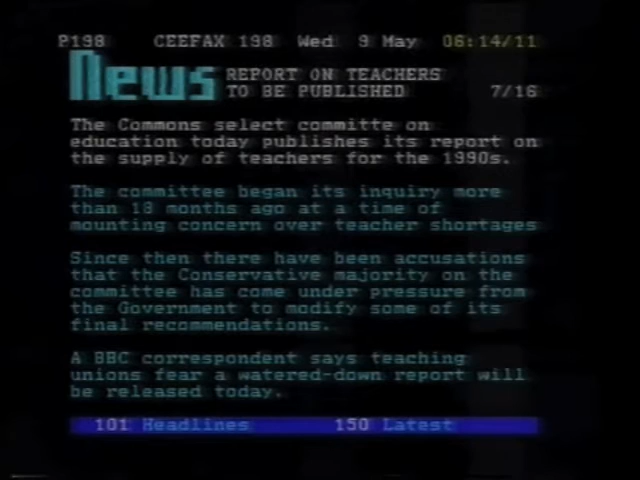 P198 CEEFAX 198 Wed 9 May 06:14/11
News REPORT ON TEACHERS
TO BE PUBLISHED 7/16
The Commons select committe on
education today publishes its report on
the supply of teachers for the 1990s.
The committee began its inquiry more
than 18 months ago at a time of
mounting concern over teacher shortages
Since then there have been accusations
that the Conservative majority on the
committee has come under pressure from
the Government to modify some of its
final recommendations.
A BBC correspondent says teaching
unions fear a watered-down report will
be released today.
101 Headlines 150 Latest